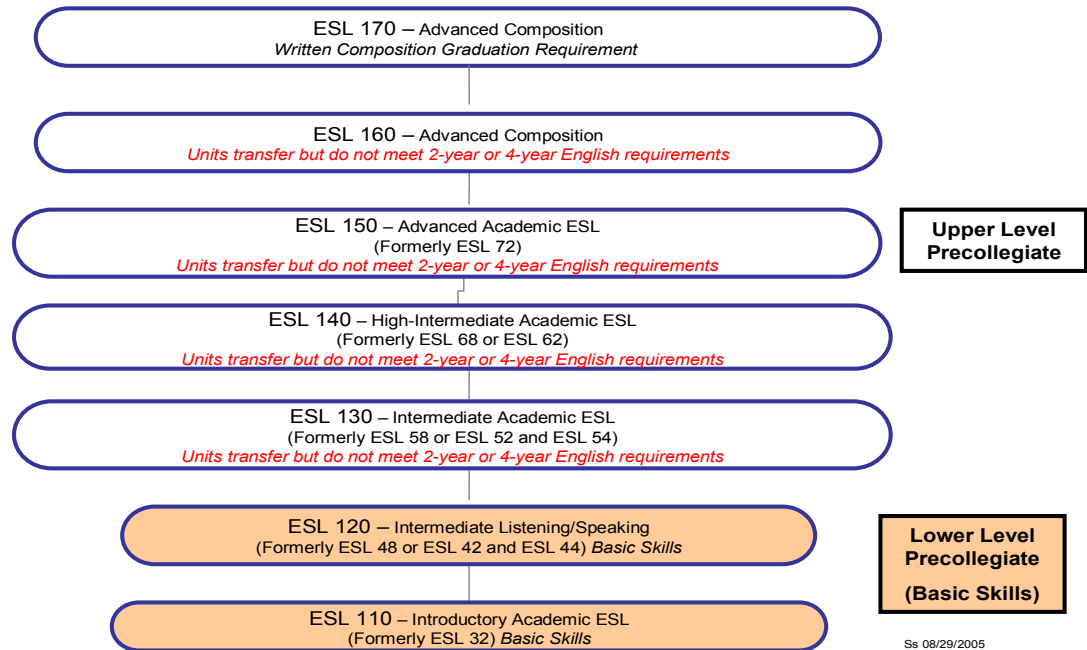 ESL 170 – Advanced Composition
Written Composition Graduation Requirement
ESL 160 – Advanced Composition
Units transfer but do not meet 2-year or 4-year English requirements
ESL 150 – Advanced Academic ESL
(Formerly ESL 72)
Units transfer but do not meet 2-year or 4-year English requirements
Upper Level
Precollegiate
ESL 140 – High-Intermediate Academic ESL
(Formerly ESL 68 or ESL 62)
Units transfer but do not meet 2-year or 4-year English requirements
ESL 130 – Intermediate Academic ESL
(Formerly ESL 58 or ESL 52 and ESL 54)
Units transfer but do not meet 2-year or 4-year English requirements
ESL 120 – Intermediate Listening/Speaking
(Formerly ESL 48 or ESL 42 and ESL 44) Basic Skills
Lower Level
Precollegiate
(Basic Skills)
ESL 110 – Introductory Academic ESL
(Formerly ESL 32) Basic Skills
Ss 08/29/2005